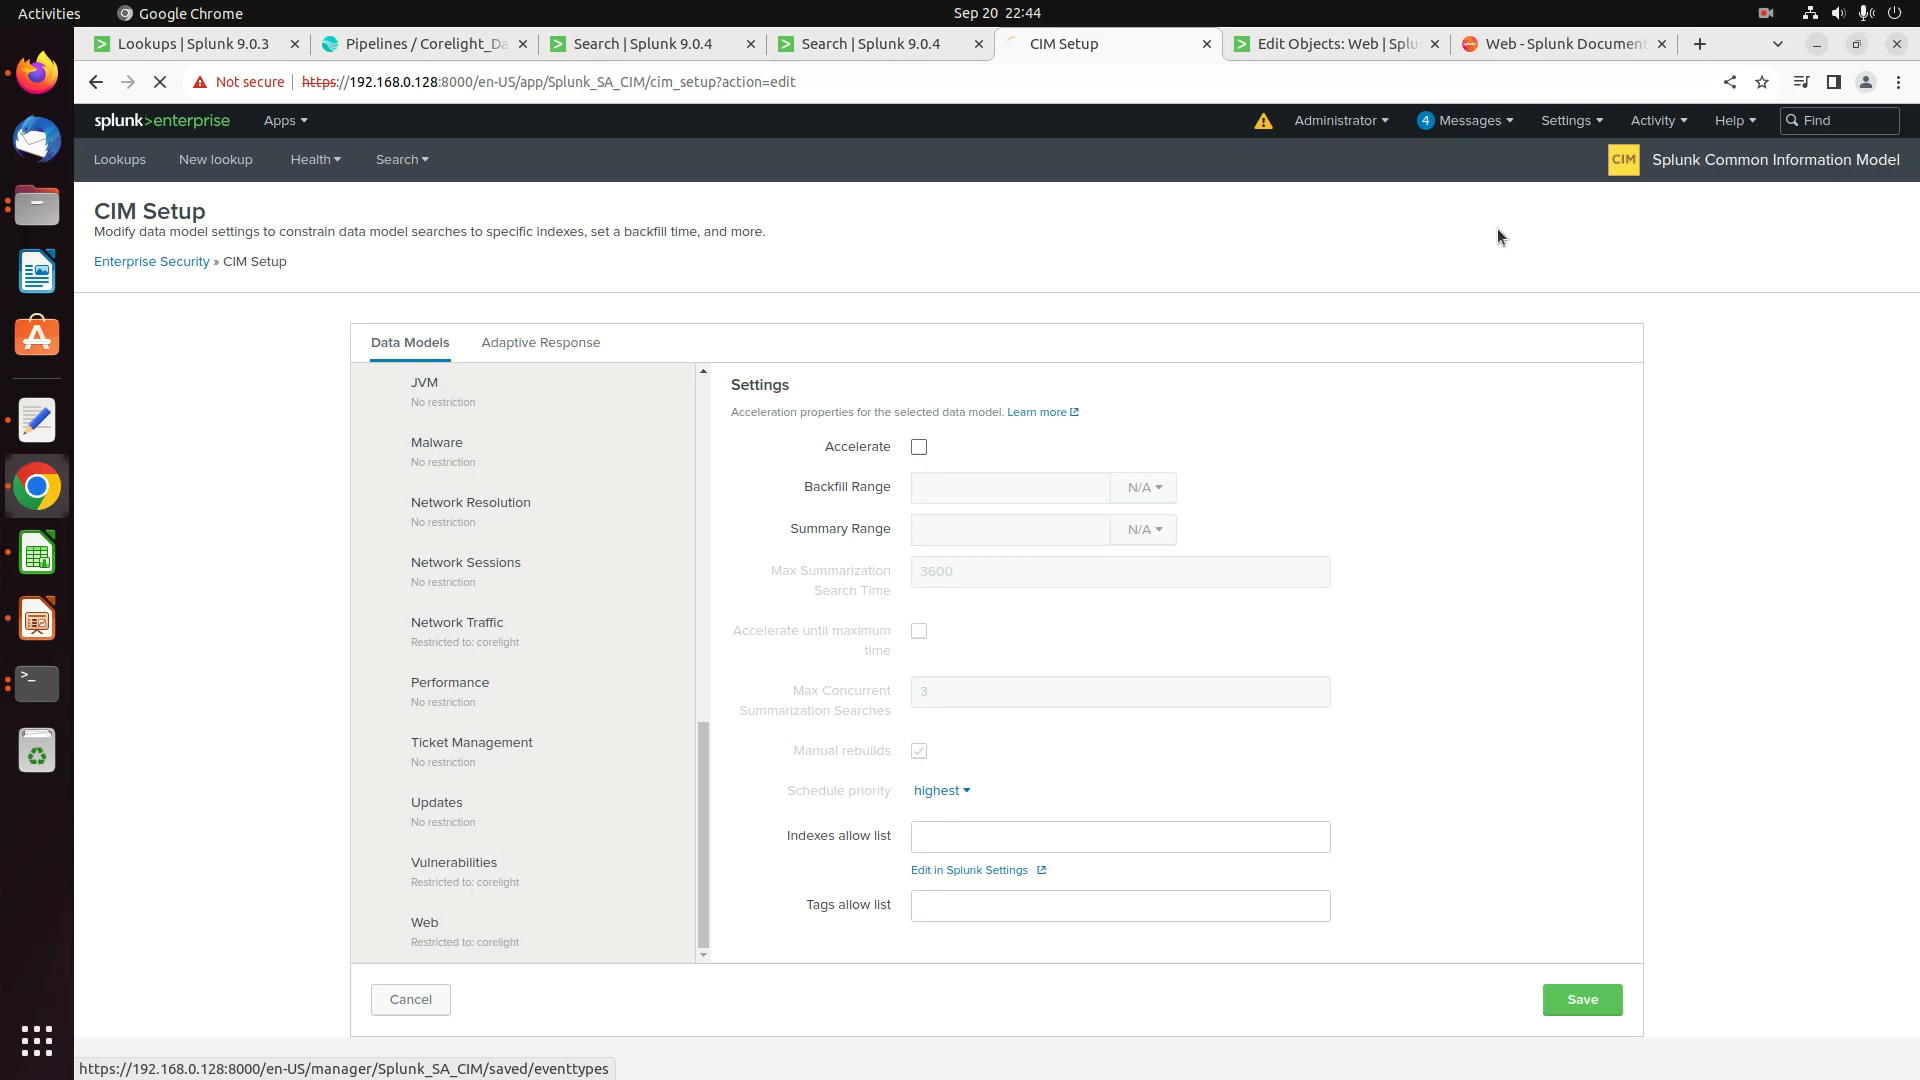 Activities
Google Chrome
Sep 20 22:44
Lookups | Splunk 9.0.3
Pipelines / Corelight_Da
Search | Splunk 9.0.4
Search | Splunk 9.0.4
CIM Setup
Edit Objects: Web | Splu
Web - Splunk Document
Not secure
https://192.168.0.128:8000/en-US/app/Splunk_SA_CIM/cim_setup?action=edit
splunk>enterprise
Apps
Administrator
4 Messages
Settings
Activity
Help
Find
Lookups
New lookup
Health
Search
CIM
Splunk Common Information Model
CIM Setup
Modify data model settings to constrain data model searches to specific indexes, set a backfill time, and more.
Enterprise Security » CIM Setup
Data Models
Adaptive Response
JVM
No restriction
Malware
No restriction
Network Resolution
No restriction
Network Sessions
No restriction
Network Traffic
Restricted to: corelight
Performance
No restriction
Ticket Management
No restriction
Updates
No restriction
Vulnerabilities
Restricted to: corelight
Web
Restricted to: corelight
Settings
Acceleration properties for the selected data model. Learn more
Accelerate
Backfill Range
N/A
Summary Range
N/A
Max Summarization
Search Time
3600
Accelerate until maximum
time
Max Concurrent
Summarization Searches
3
Manual rebuilds
Schedule priority
highest
Indexes allow list
Edit in Splunk Settings
Tags allow list
Cancel
Save
https://192.168.0.128:8000/en-US/manager/Splunk_SA_CIM/saved/eventtypes